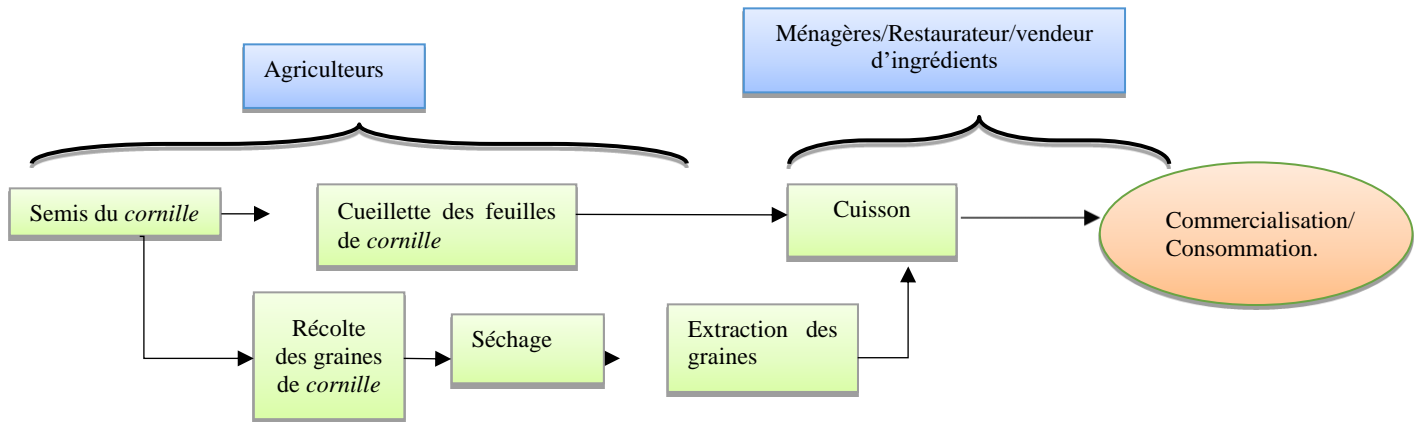 Agriculteurs
Ménagères/Restaurateur/vendeur
d’ingrédients
Semis du cornille
Cueillette des feuilles
de cornille
Cuisson
Commercialisation/
Consommation.
Récolte
des graines
de cornille
Séchage
Extraction des
graines